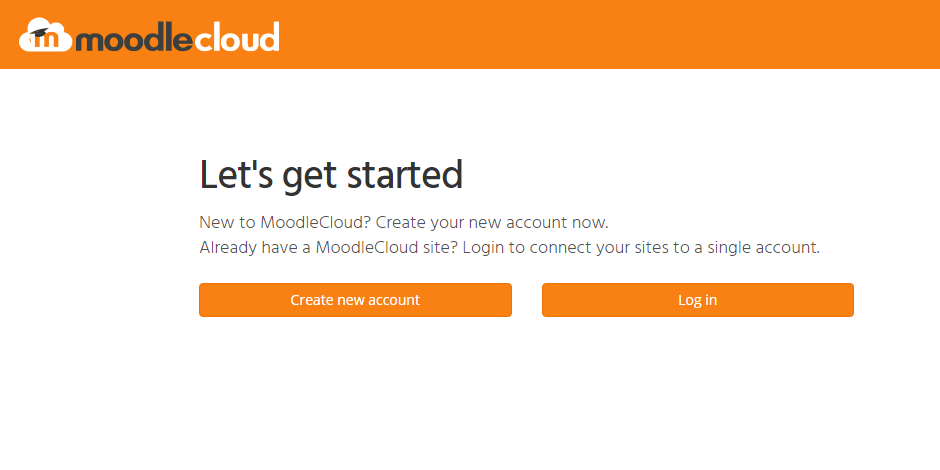 moodlecloud
Let's get started
New to MoodleCloud? Create your new account now.
Already have a MoodleCloud site? Login to connect your sites to a single account.
Create new account
Log in